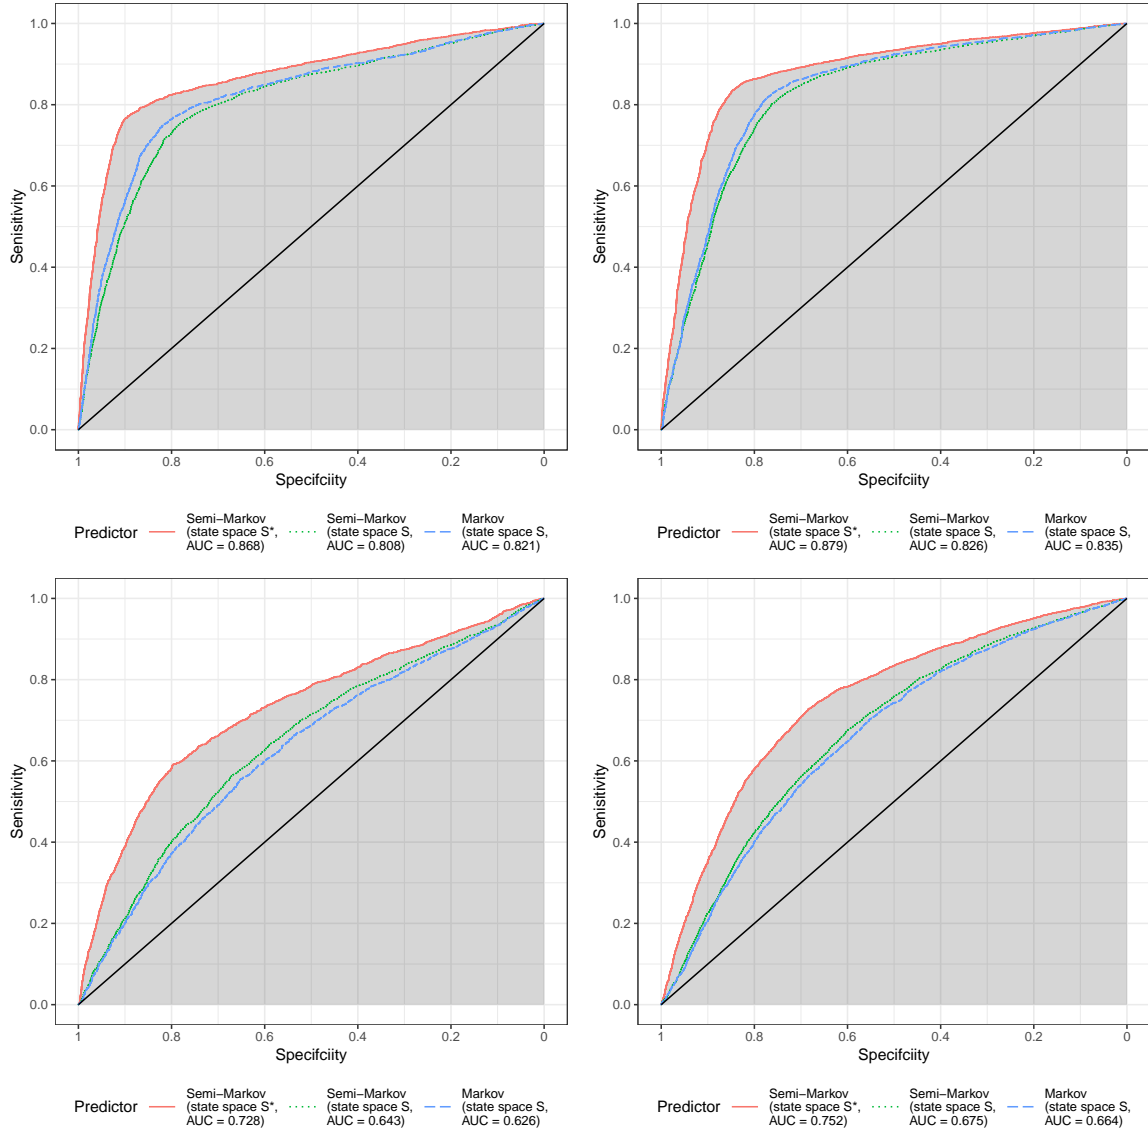 1.0
0.8
0.6
0.4
0.2
0.0
Senisitivity
1 0.8 0.6 0.4 0.2 0
Specifciity
Predictor
Semi−Markov
(state space S*,
AUC = 0.868)
Semi−Markov
(state space S,
AUC = 0.808)
Markov
(state space S,
AUC = 0.821)
1.0
0.8
0.6
0.4
0.2
0.0
Senisitivity
1 0.8 0.6 0.4 0.2 0
Specifciity
Predictor
Semi−Markov
(state space S*,
AUC = 0.879)
Semi−Markov
(state space S,
AUC = 0.826)
Markov
(state space S,
AUC = 0.835)
1.0
0.8
0.6
0.4
0.2
0.0
Senisitivity
1 0.8 0.6 0.4 0.2 0
Specifciity
Predictor
Semi−Markov
(state space S*,
AUC = 0.728)
Semi−Markov
(state space S,
AUC = 0.643)
Markov
(state space S,
AUC = 0.626)
1.0
0.8
0.6
0.4
0.2
0.0
Senisitivity
1 0.8 0.6 0.4 0.2 0
Specifciity
Predictor
Semi−Markov
(state space S*,
AUC = 0.752)
Semi−Markov
(state space S,
AUC = 0.675)
Markov
(state space S,
AUC = 0.664)